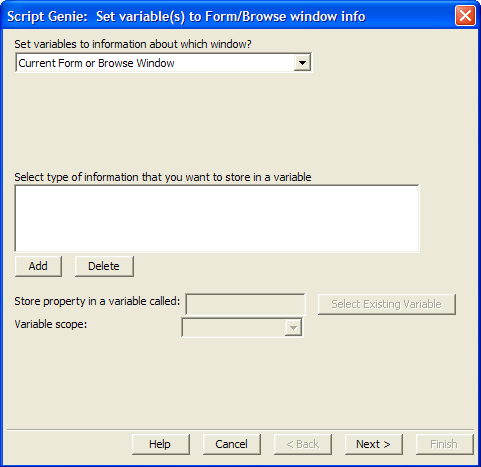 Script Genie:  Set variable(s) to Form/Browse window info
Set variables to information about which window?
Current Form or Browse Window
Select type of information that you want to store in a variable
Add Delete
Store property in a variable called: Select Existing Variable
Variable scope:
Help Cancel < Back Next > Finish